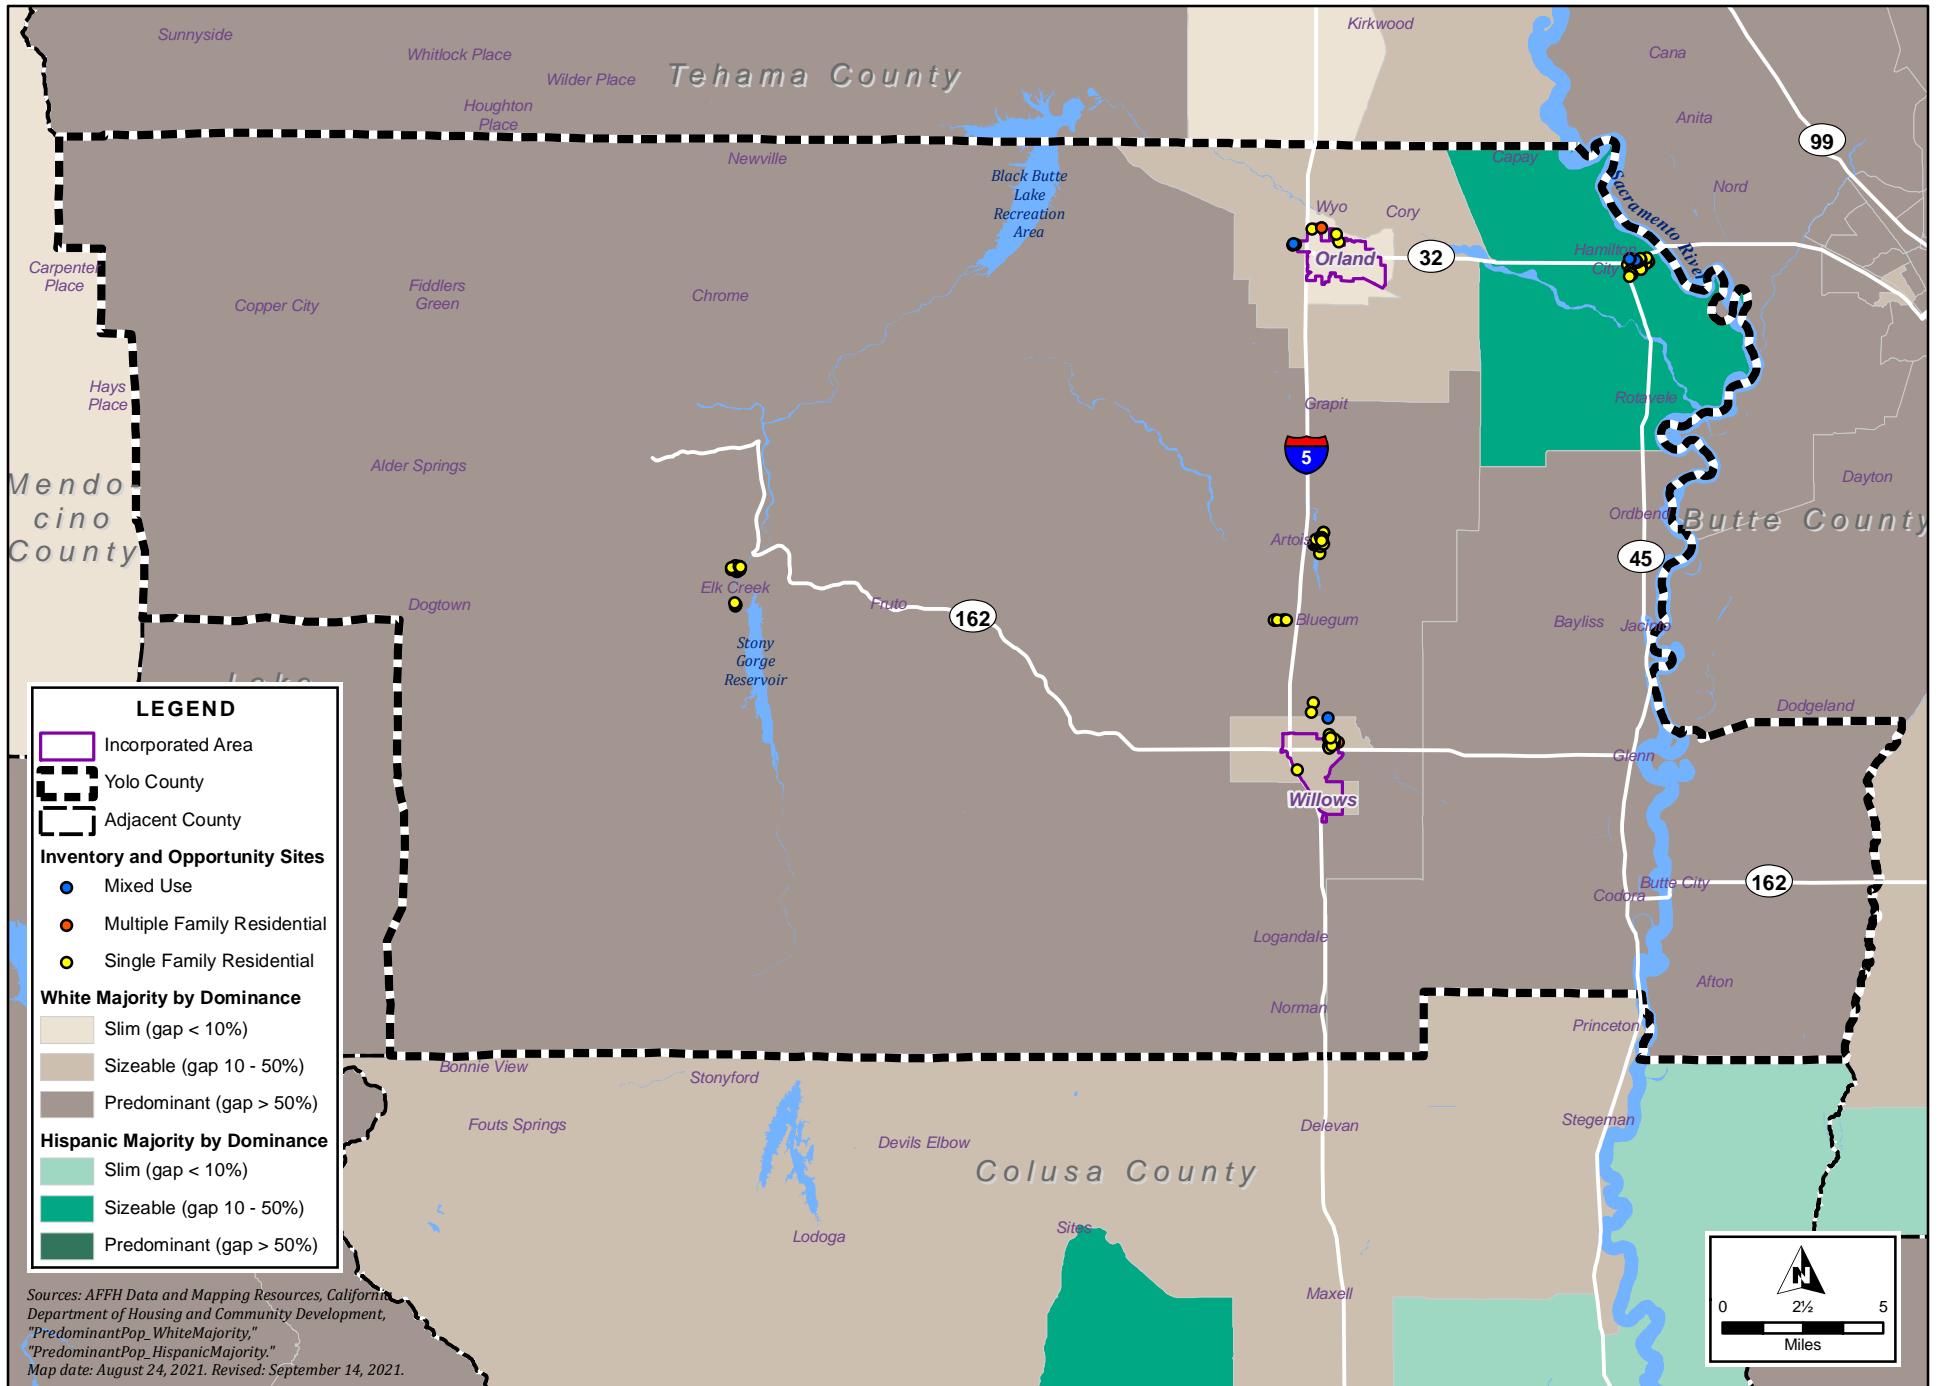 Sunnyside
Whitlock Place
Wilder Place
Houghton
Place
Tehama County
Kirkwood
Cana
Anita
99
Newville
Capay
Nord
Black Butte
Lake
Recreation
Area
Wyo
Cory
Sacramento River
Orland
32
Hamilton
City
Carpenter
Place
Copper City
Fiddlers
Green
Chrome
Hays
Place
Grapit
Rotavele
5
Alder Springs
Dayton
Mendo-
cino
County
Ordbend
Butte County
Artois
45
Elk Creek
Dogtown
Fruto
162
Bluegum
Bayliss
Jacinto
Stony
Gorge
Reservoir
Lake
Dodgeland
Glenn
Willows
Butte City
162
Codora
Logandale
Afton
Norman
Princeton
Bonnie View
Stonyford
Fouts Springs
Devils Elbow
Delevan
Stegeman
Colusa County
Lodoga
Sites
Maxell
LEGEND
Incorporated Area
Yolo County
Adjacent County
Inventory and Opportunity Sites
Mixed Use
Multiple Family Residential
Single Family Residential
White Majority by Dominance
Slim (gap < 10%)
Sizeable (gap 10 - 50%)
Predominant (gap > 50%)
Hispanic Majority by Dominance
Slim (gap < 10%)
Sizeable (gap 10 - 50%)
Predominant (gap > 50%)
Sources: AFFH Data and Mapping Resources, California
Department of Housing and Community Development,
"PredominantPop_WhiteMajority,"
"PredominantPop_HispanicMajority."
Map date: August 24, 2021. Revised: September 14, 2021.
N
0 2½ 5
Miles